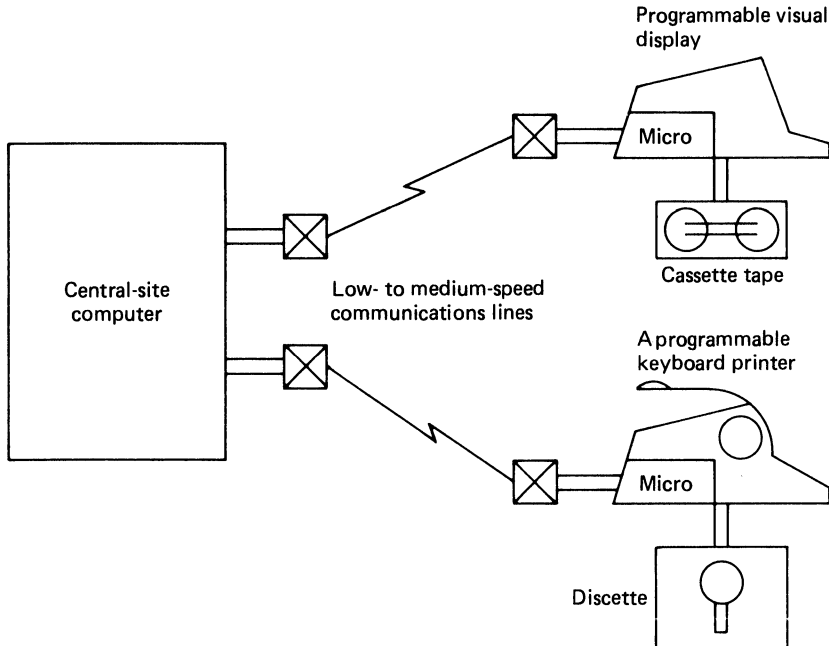 Programmable visual
display
Micro
Cassette tape
Central-site
computer
Low- to medium-speed
communications lines
A programmable
keyboard printer
Micro
Discette